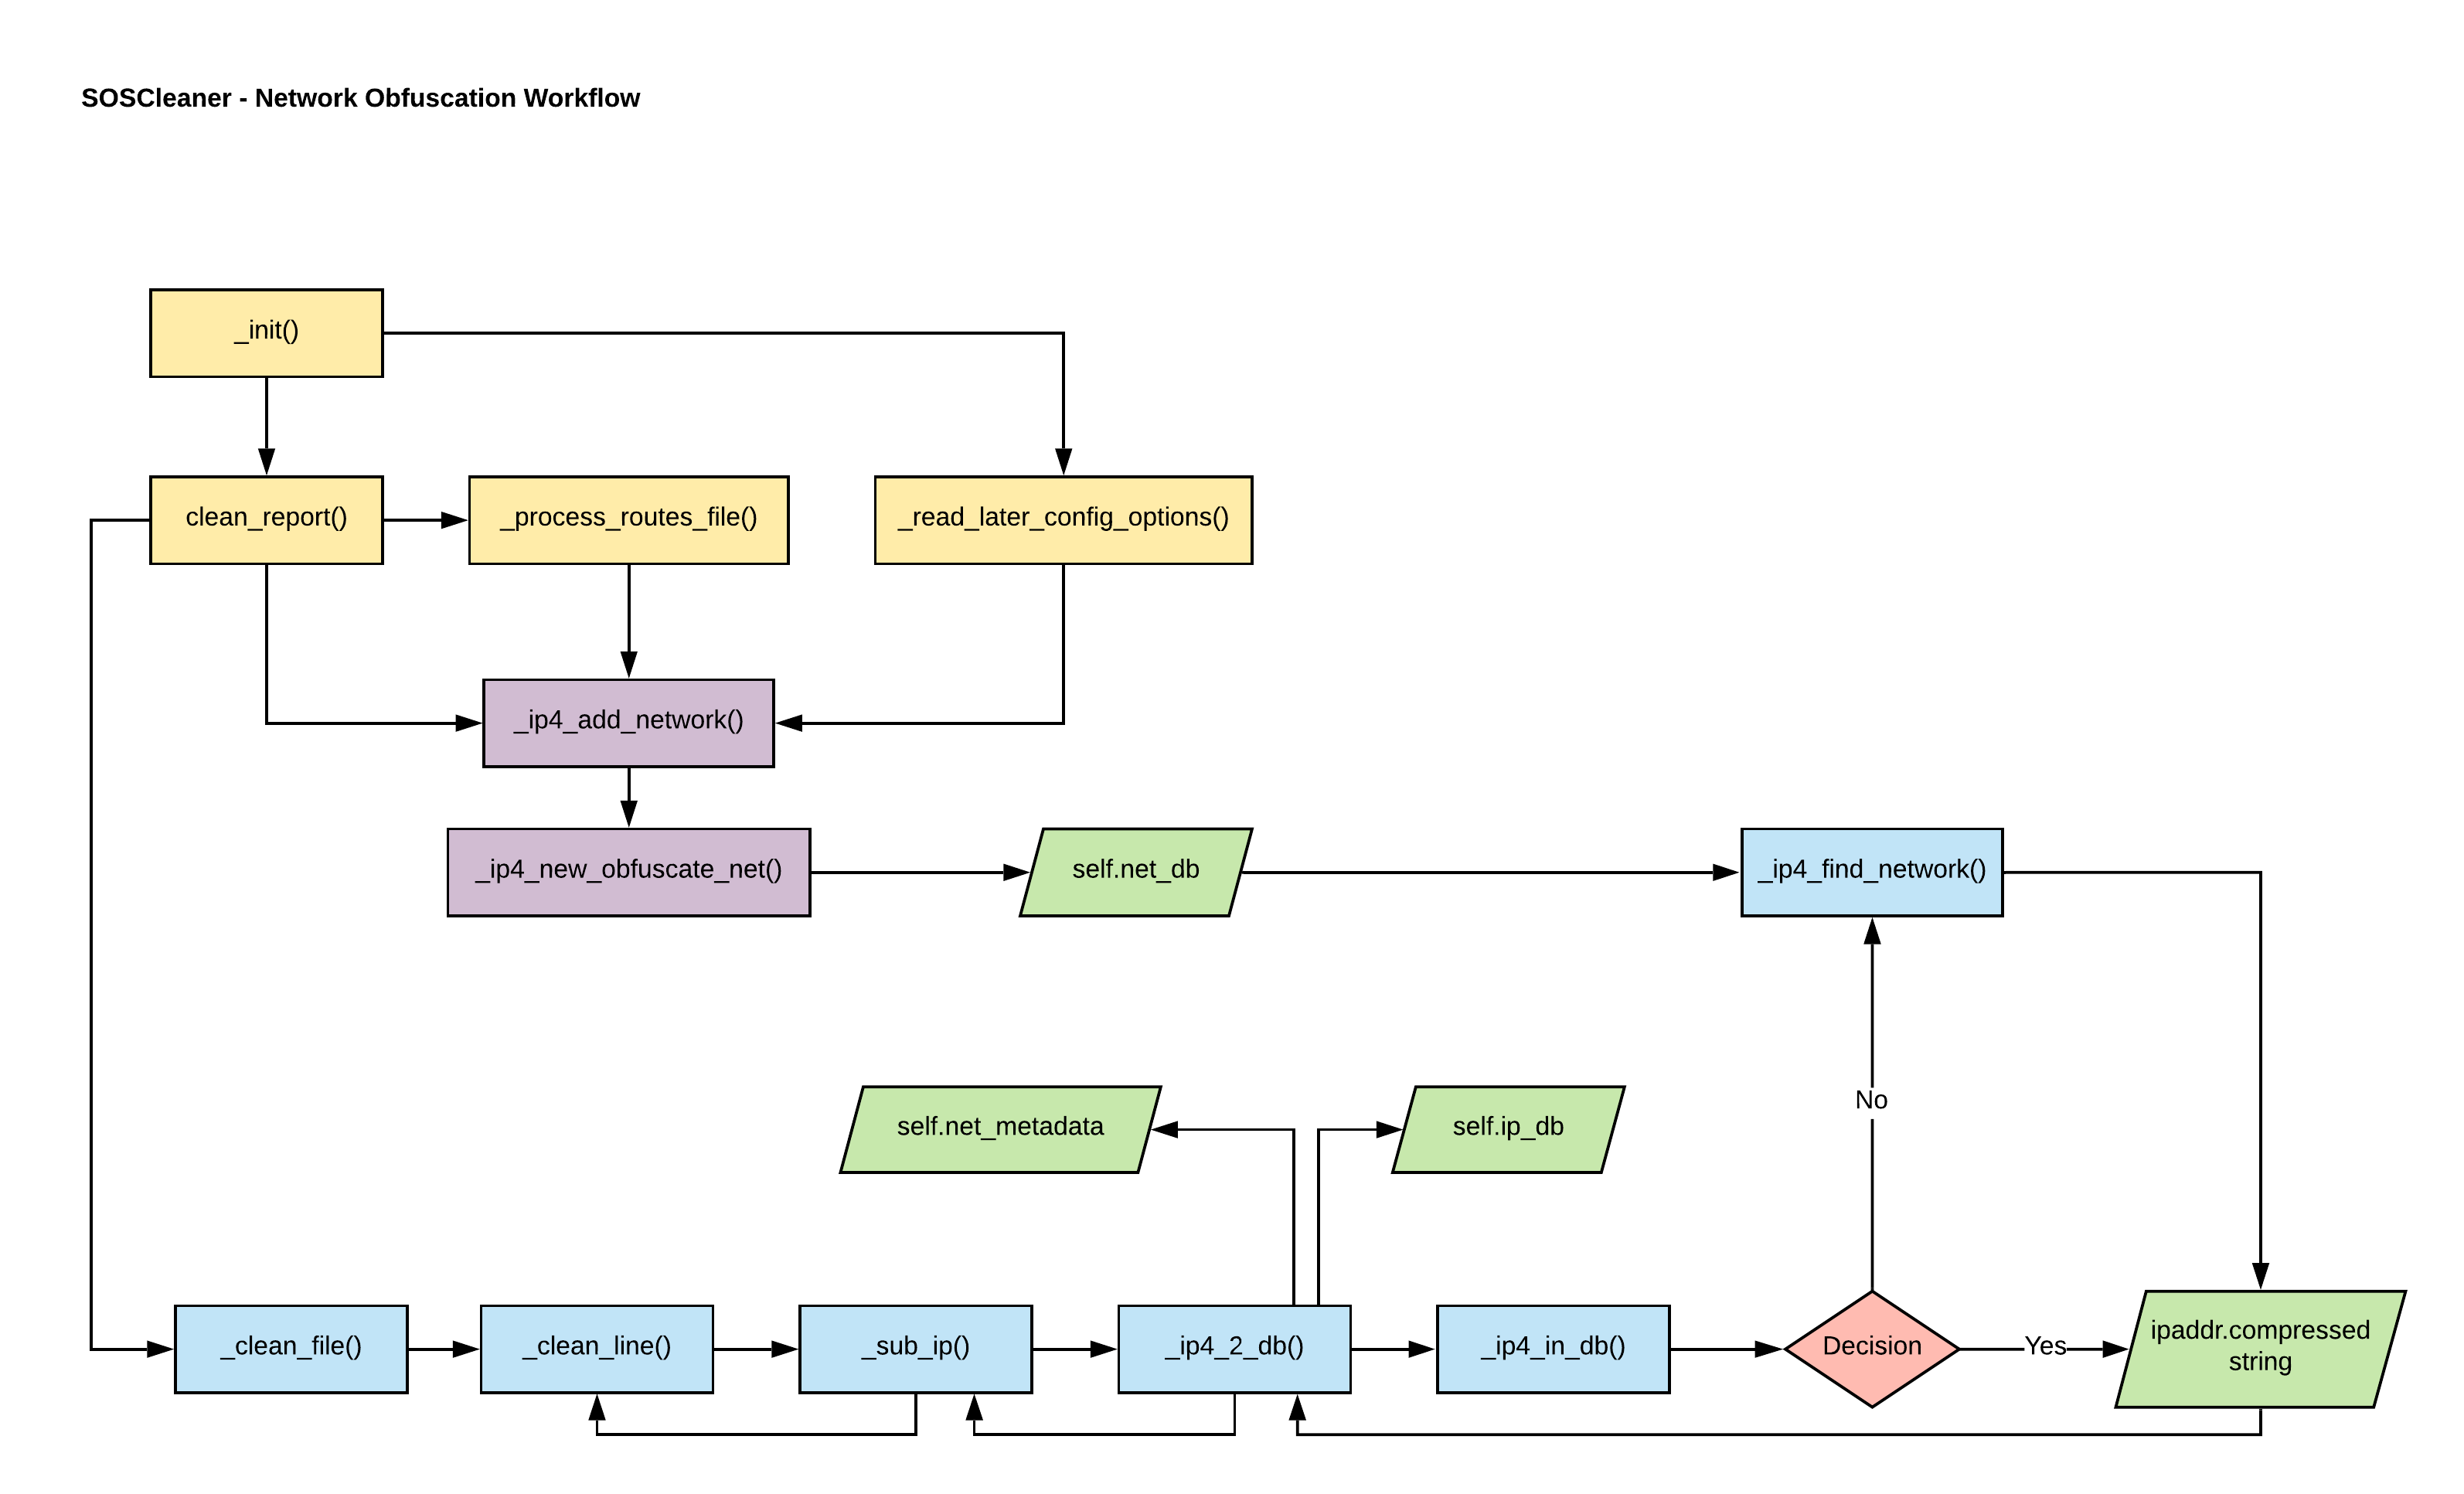 SOSCleaner - Network Obfuscation Workflow
_init()
clean_report()
_process_routes_file()
_read_later_config_options()
_ip4_add_network()
_ip4_new_obfuscate_net()
self.net_db
_ip4_find_network()
No
self.net_metadata
self.ip_db
_clean_file()
_clean_line()
_sub_ip()
_ip4_2_db()
_ip4_in_db()
Decision
Yes
ipaddr.compressed
string